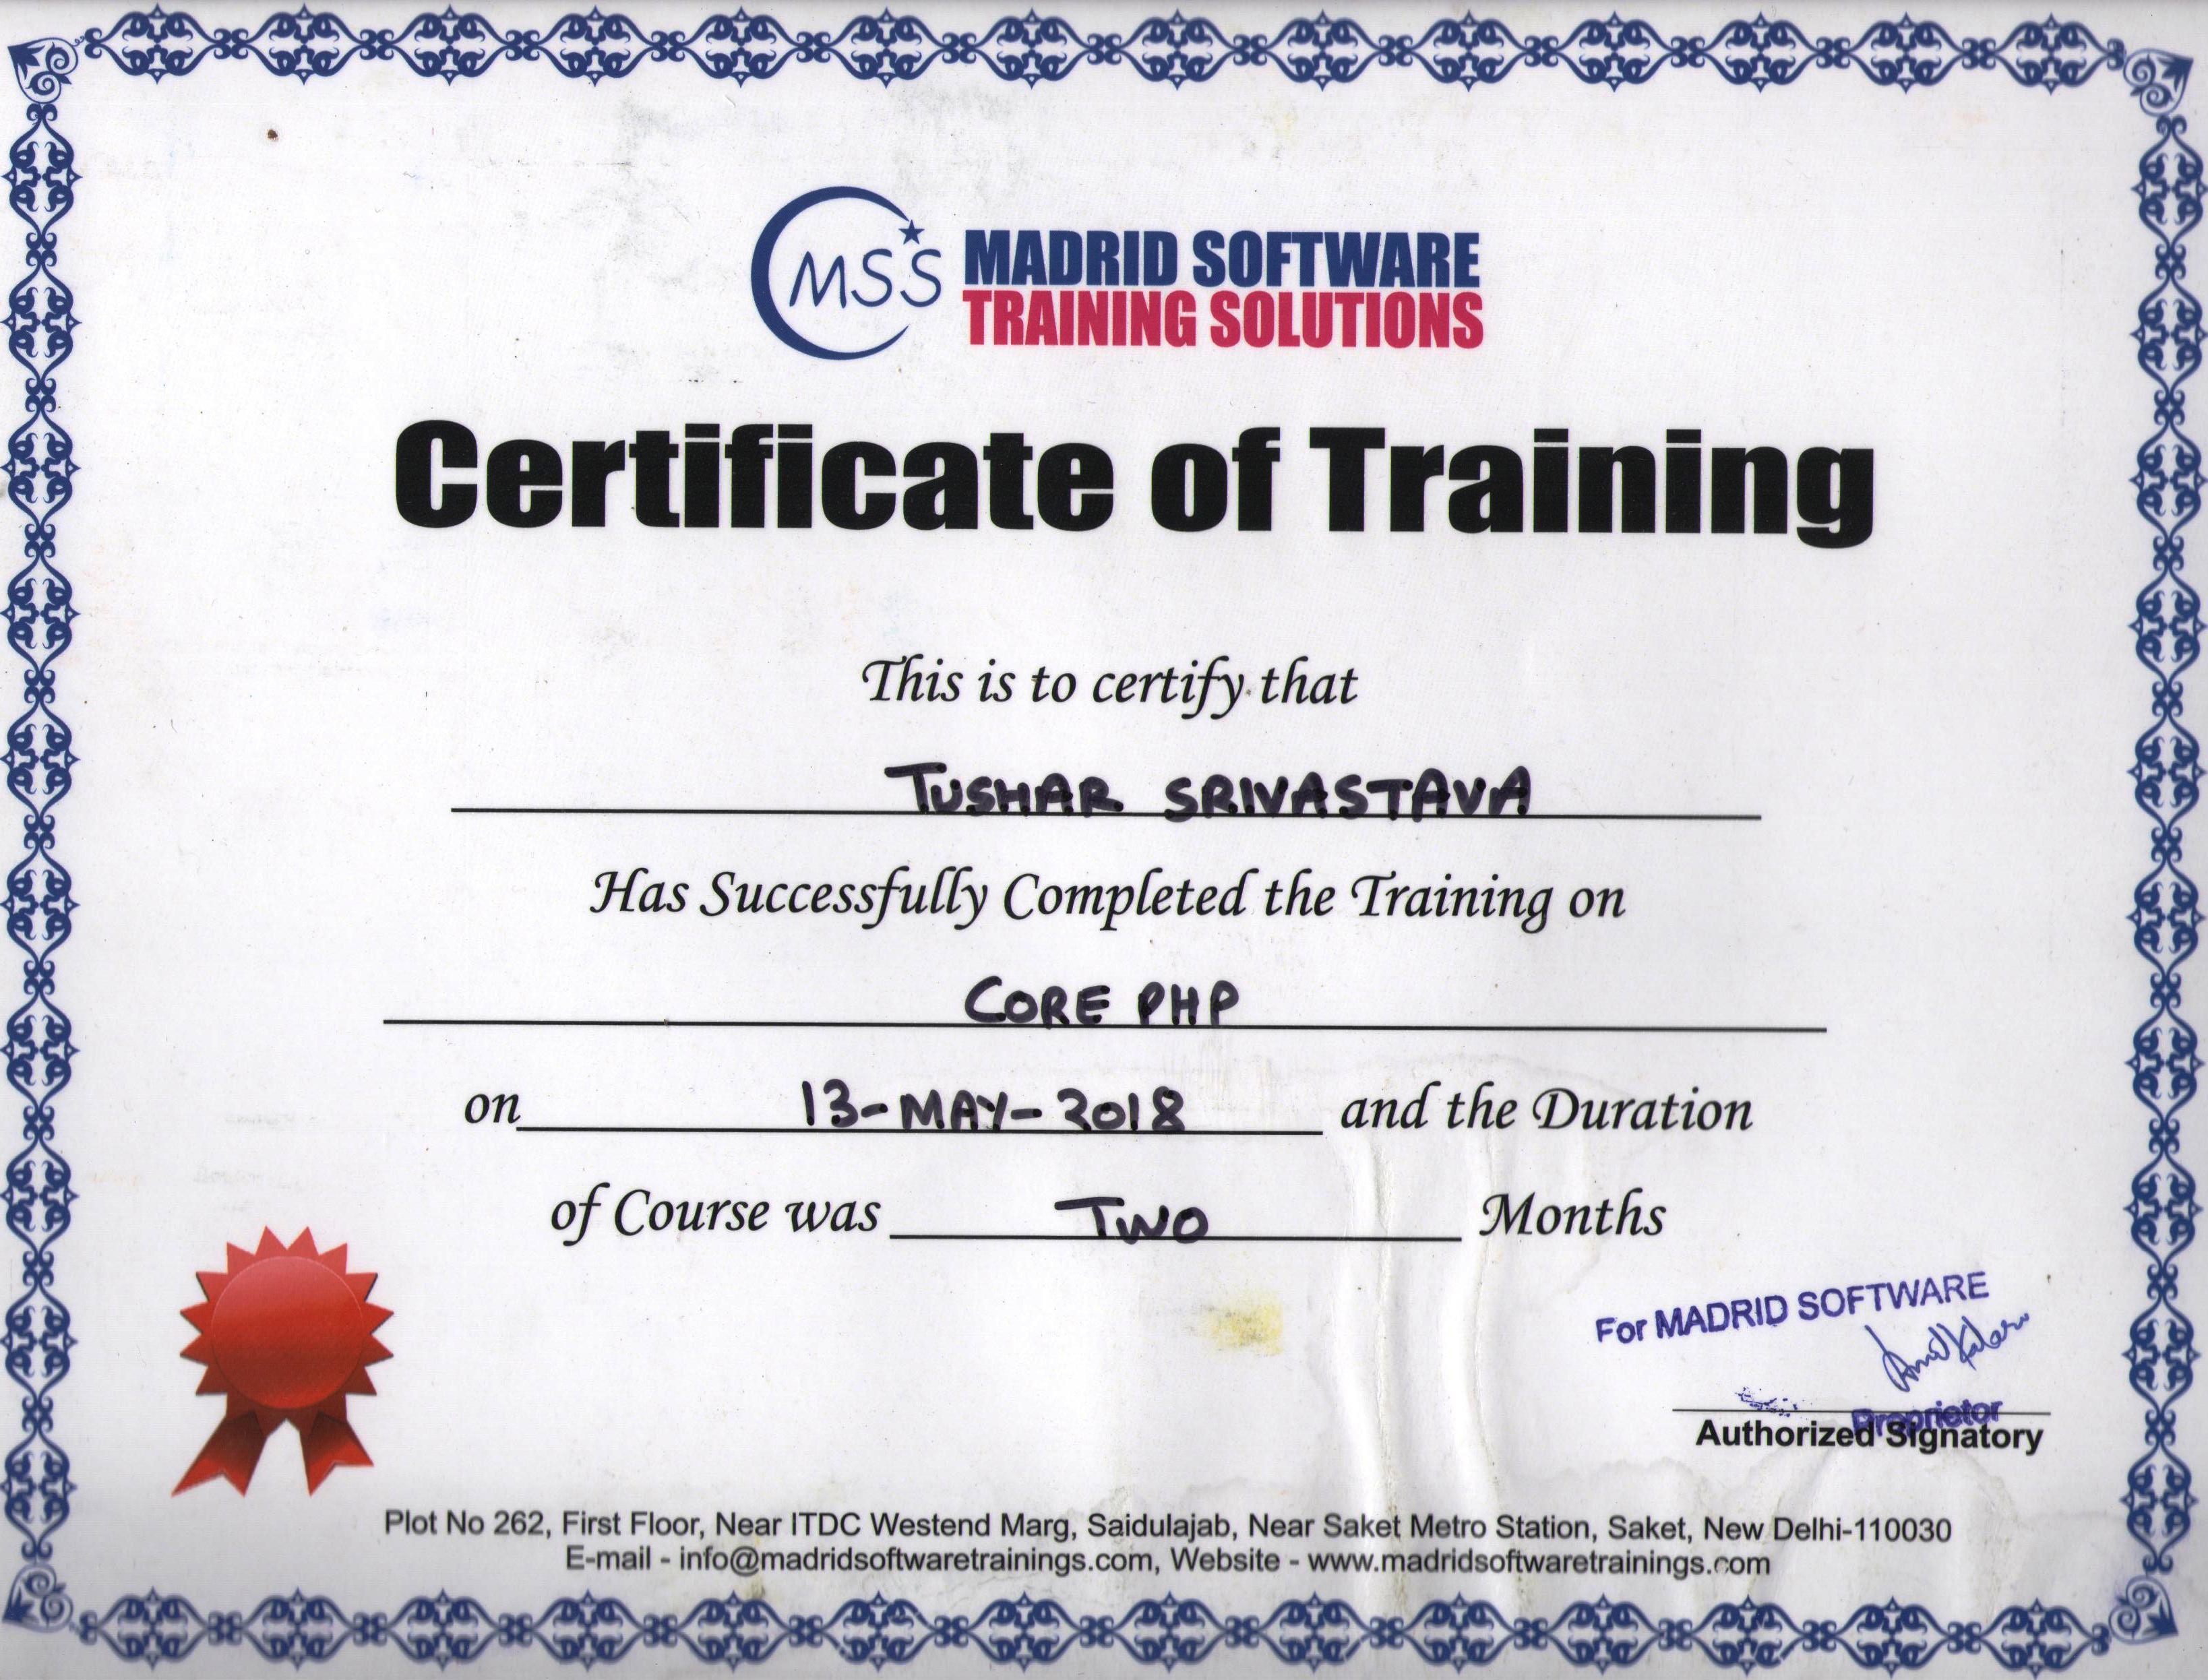 MSS
MADRID SOFTWARE
TRAINING SOLUTIONS
Certificate of Training
This is to certify that
TUSHAR SRIVASTAVA
Has Successfully Completed the Training on
CORE PHP
on 13-MAY-2018 and the Duration
of Course was TWO Months
For MADRID SOFTWARE
Proprietor
Authorized Signatory
Plot No 262, First Floor, Near ITDC Westend Marg, Saidulajab, Near Saket Metro Station, Saket, New Delhi-110030
E-mail - info@madridsoftwaretrainings.com, Website - www.madridsoftwaretrainings.com